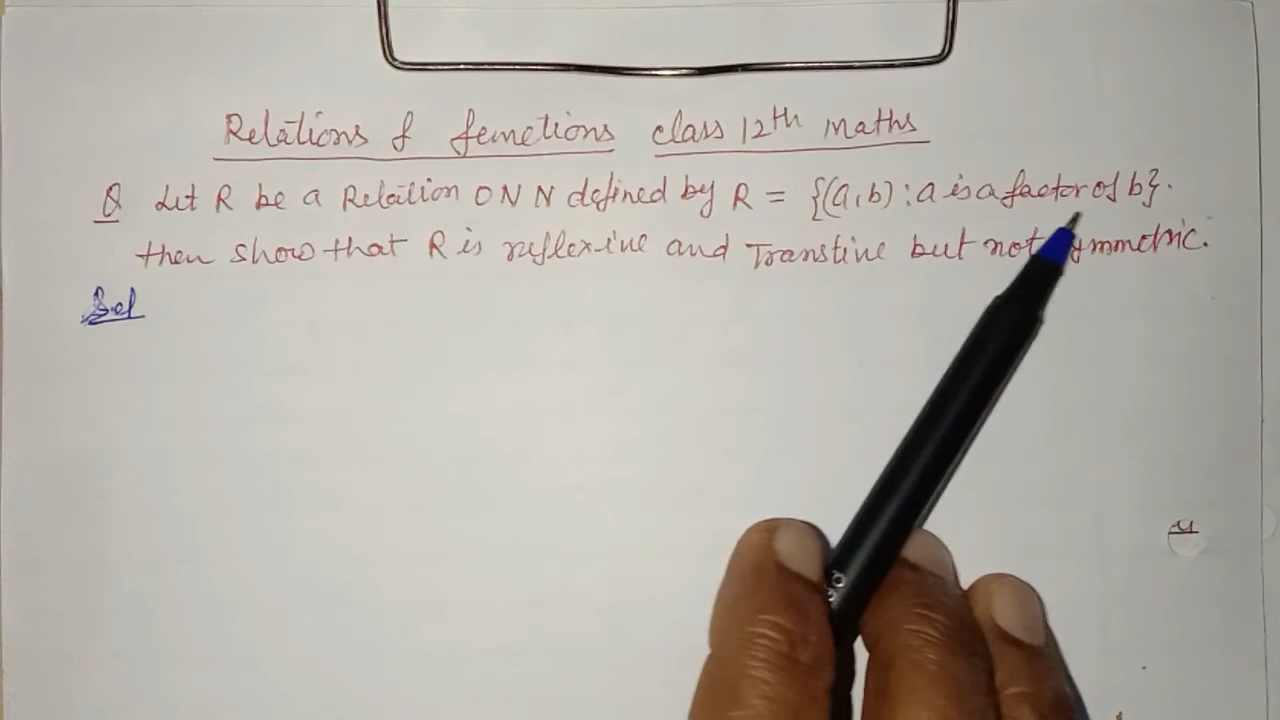 Relations & functions class 12th maths
Q Let R be a Relation ON N defined by R = {(a,b) : a is a factor of b}.
then show that R is reflexive and Transtive but not symmetric.
Sol